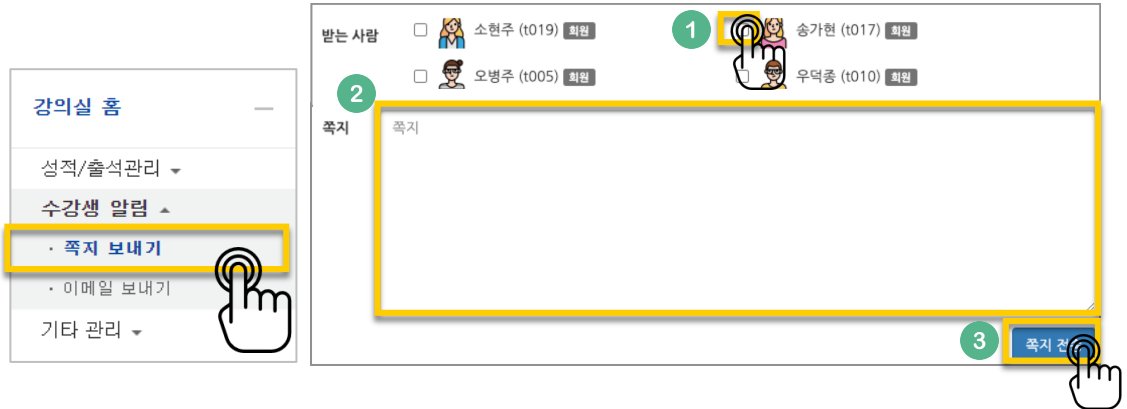 강의실 홈
성적/출석관리
수강생 알림
· 쪽지 보내기
· 이메일 보내기
기타 관리
받는 사람
소현주 (t019) 회원
1
송가현 (t017) 회원
오병주 (t005) 회원
우덕종 (t010) 회원
2
쪽지
쪽지
3
쪽지